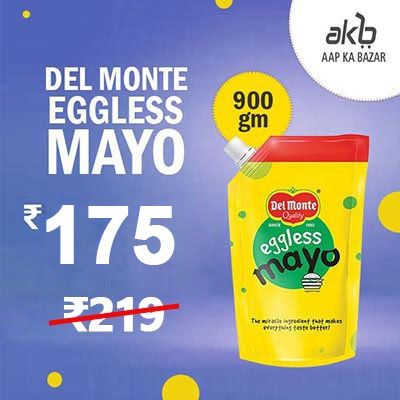 akb
AAP KA BAZAR
DEL MONTE
EGGLESS
MAYO
900
gm
₹175
₹219
Del Monte
Quality
eggless
mayo
The miracle ingredient that makes
everything taste better!